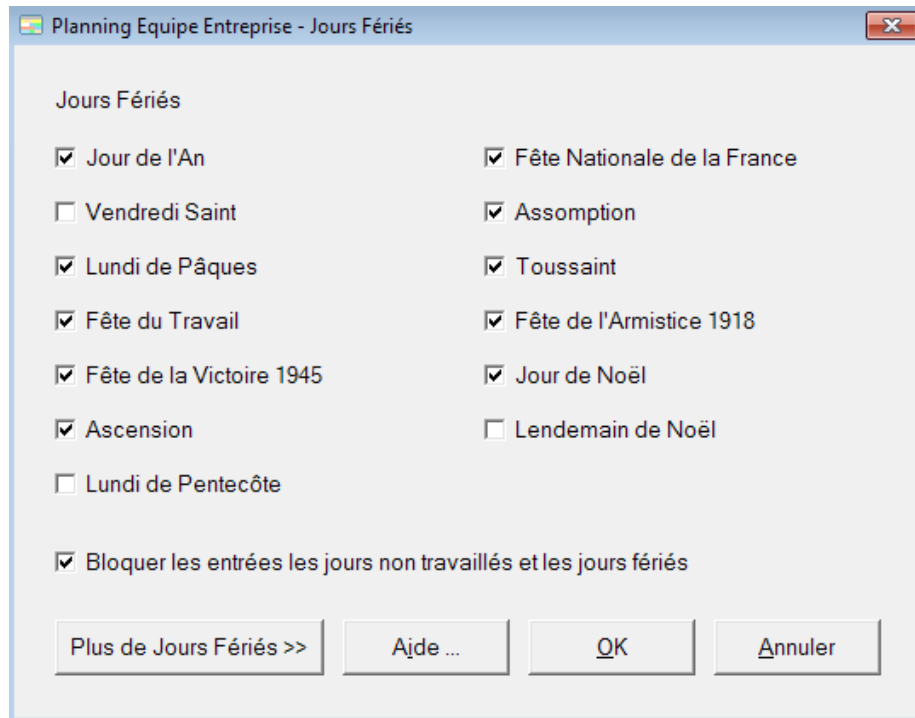 Planning Equipe Entreprise - Jours Fériés
Jours Fériés
Jour de l'An
Vendredi Saint
Lundi de Pâques
Fête du Travail
Fête de la Victoire 1945
Ascension
Lundi de Pentecôte
Fête Nationale de la France
Assomption
Toussaint
Fête de l'Armistice 1918
Jour de Noël
Lendemain de Noël
Bloquer les entrées les jours non travaillés et les jours fériés
Plus de Jours Fériés >>
Aide ...
OK
Annuler